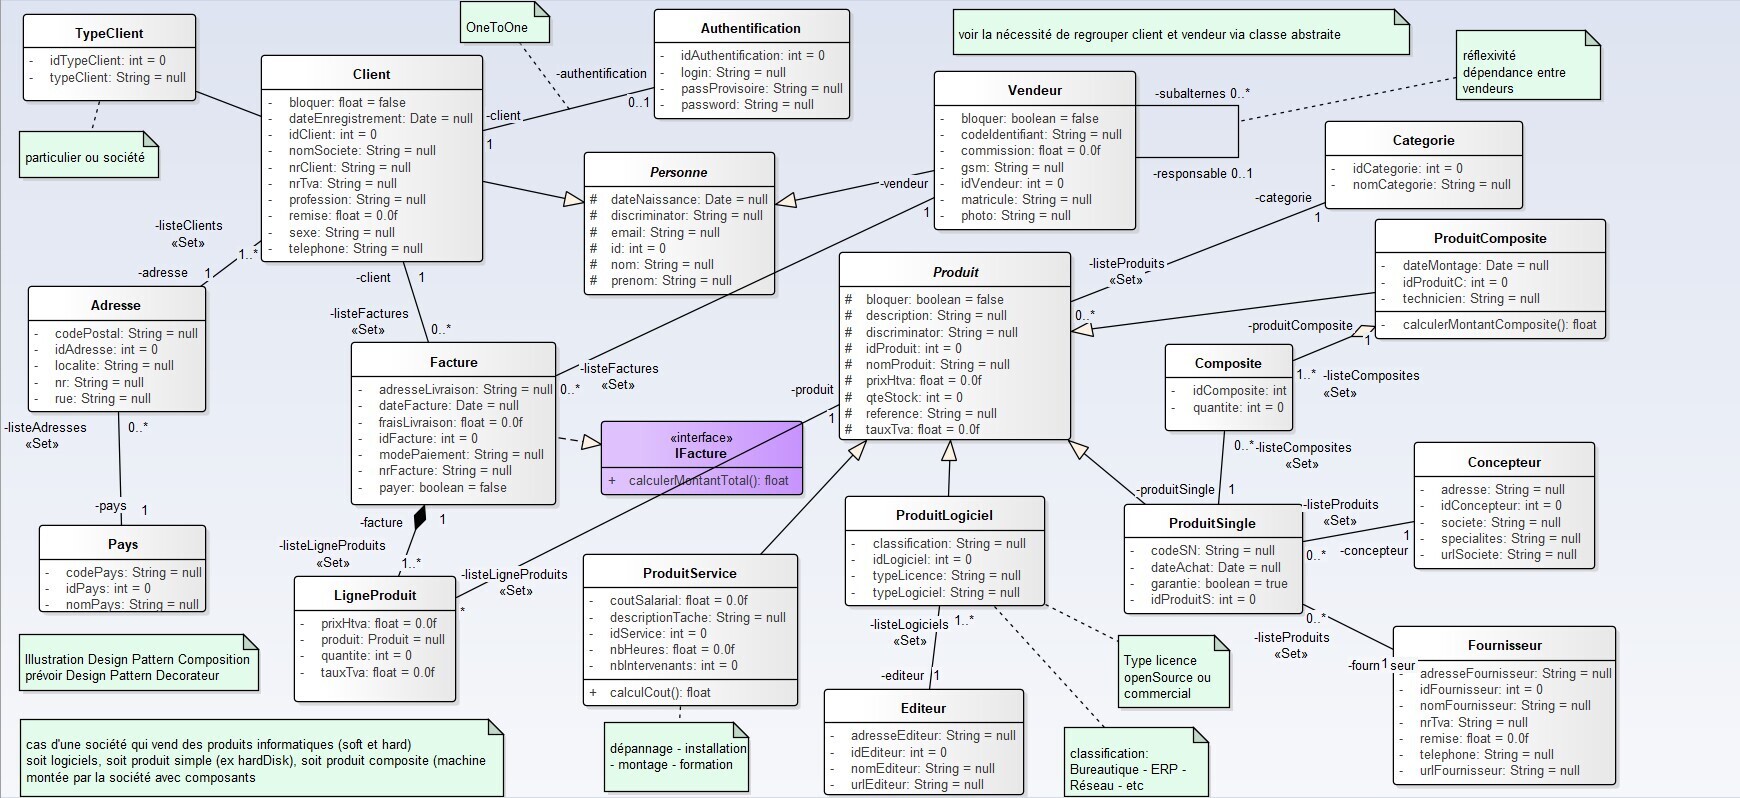 TypeClient
- idTypeClient: int = 0
- typeClient: String = null
particulier ou société
Client
- bloquer: float = false
- dateEnregistrement: Date = null
- idClient: int = 0
- nomSociete: String = null
- nrClient: String = null
- nrTva: String = null
- profession: String = null
- remise: float = 0.0f
- sexe: String = null
- telephone: String = null
OneToOne
-authentification
0..1
-client
1
Authentification
- idAuthentification: int = 0
- login: String = null
- passProvisoire: String = null
- password: String = null
voir la nécessité de regrouper client et vendeur via classe abstraite
réflexivité
dépendance entre
vendeurs
Vendeur
- bloquer: boolean = false
- codeIdentifiant: String = null
- commission: float = 0.0f
- gsm: String = null
- idVendeur: int = 0
- matricule: String = null
- photo: String = null
-subalternes 0..*
-responsable 0..1
-vendeur
1
Personne
# dateNaissance: Date = null
# discriminator: String = null
# email: String = null
# id: int = 0
# nom: String = null
# prenom: String = null
Categorie
- idCategorie: int = 0
- nomCategorie: String = null
-categorie
1
-listeProduits
«Set»
0..*
ProduitComposite
- dateMontage: Date = null
- idProduitC: int = 0
- technicien: String = null
- calculerMontantComposite(): float
-produitComposite
1
Produit
# bloquer: boolean = false
# description: String = null
# discriminator: String = null
# idProduit: int = 0
# nomProduit: String = null
# prixHtva: float = 0.0f
# qteStock: int = 0
# reference: String = null
# tauxTva: float = 0.0f
Composite
- idComposite: int
- quantite: int = 0
1..*
-listeComposites
«Set»
0..*
-listeComposites
«Set»
-listeClients
«Set»
1..*
-adresse
1
Adresse
- codePostal: String = null
- idAdresse: int = 0
- localite: String = null
- nr: String = null
- rue: String = null
-listeAdresses
«Set»
0..*
-pays
1
Pays
- codePays: String = null
- idPays: int = 0
- nomPays: String = null
-client
1
-listeFactures
«Set»
0..*
Facture
- adresseLivraison: String = null
- dateFacture: Date = null
- fraisLivraison: float = 0.0f
- idFacture: int = 0
- modePaiement: String = null
- nrFacture: String = null
- payer: boolean = false
-listeFactures
«Set»
0..*
«interface»
IFacture
+ calculerMontantTotal(): float
-produit
1
-facture
1
-listeLigneProduits
«Set»
1..*
LigneProduit
- prixHtva: float = 0.0f
- produit: Produit = null
- quantite: int = 0
- tauxTva: float = 0.0f
-listeLigneProduits
«Set»
*
ProduitService
- coutSalarial: float = 0.0f
- descriptionTache: String = null
- idService: int = 0
- nbHeures: float = 0.0f
- nbIntervenants: int = 0
+ calculCout(): float
dépannage - installation
- montage - formation
ProduitLogiciel
- classification: String = null
- idLogiciel: int = 0
- typeLicence: String = null
- typeLogiciel: String = null
-listeLogiciels
«Set»
1..*
-editeur
1
Editeur
- adresseEditeur: String = null
- idEditeur: int = 0
- nomEditeur: String = null
- urlEditeur: String = null
Type licence
openSource ou
commercial
classification:
Bureautique - ERP -
Réseau - etc
-produitSingle
1
ProduitSingle
- codeSN: String = null
- dateAchat: Date = null
- garantie: boolean = true
- idProduitS: int = 0
-listeProduits
«Set»
0..*
1
-concepteur
Concepteur
- adresse: String = null
- idConcepteur: int = 0
- societe: String = null
- specialites: String = null
- urlSociete: String = null
0..*
-listeProduits
«Set»
1
Fournisseur
- adresseFournisseur: String = null
- idFournisseur: int = 0
- nomFournisseur: String = null
- nrTva: String = null
- remise: float = 0.0f
- telephone: String = null
- urlFournisseur: String = null
Illustration Design Pattern Composition
prévoir Design Pattern Decorateur
cas d'une société qui vend des produits informatiques (soft et hard)
soit logiciels, soit produit simple (ex hardDisk), soit produit composite (machine
montée par la société avec composants